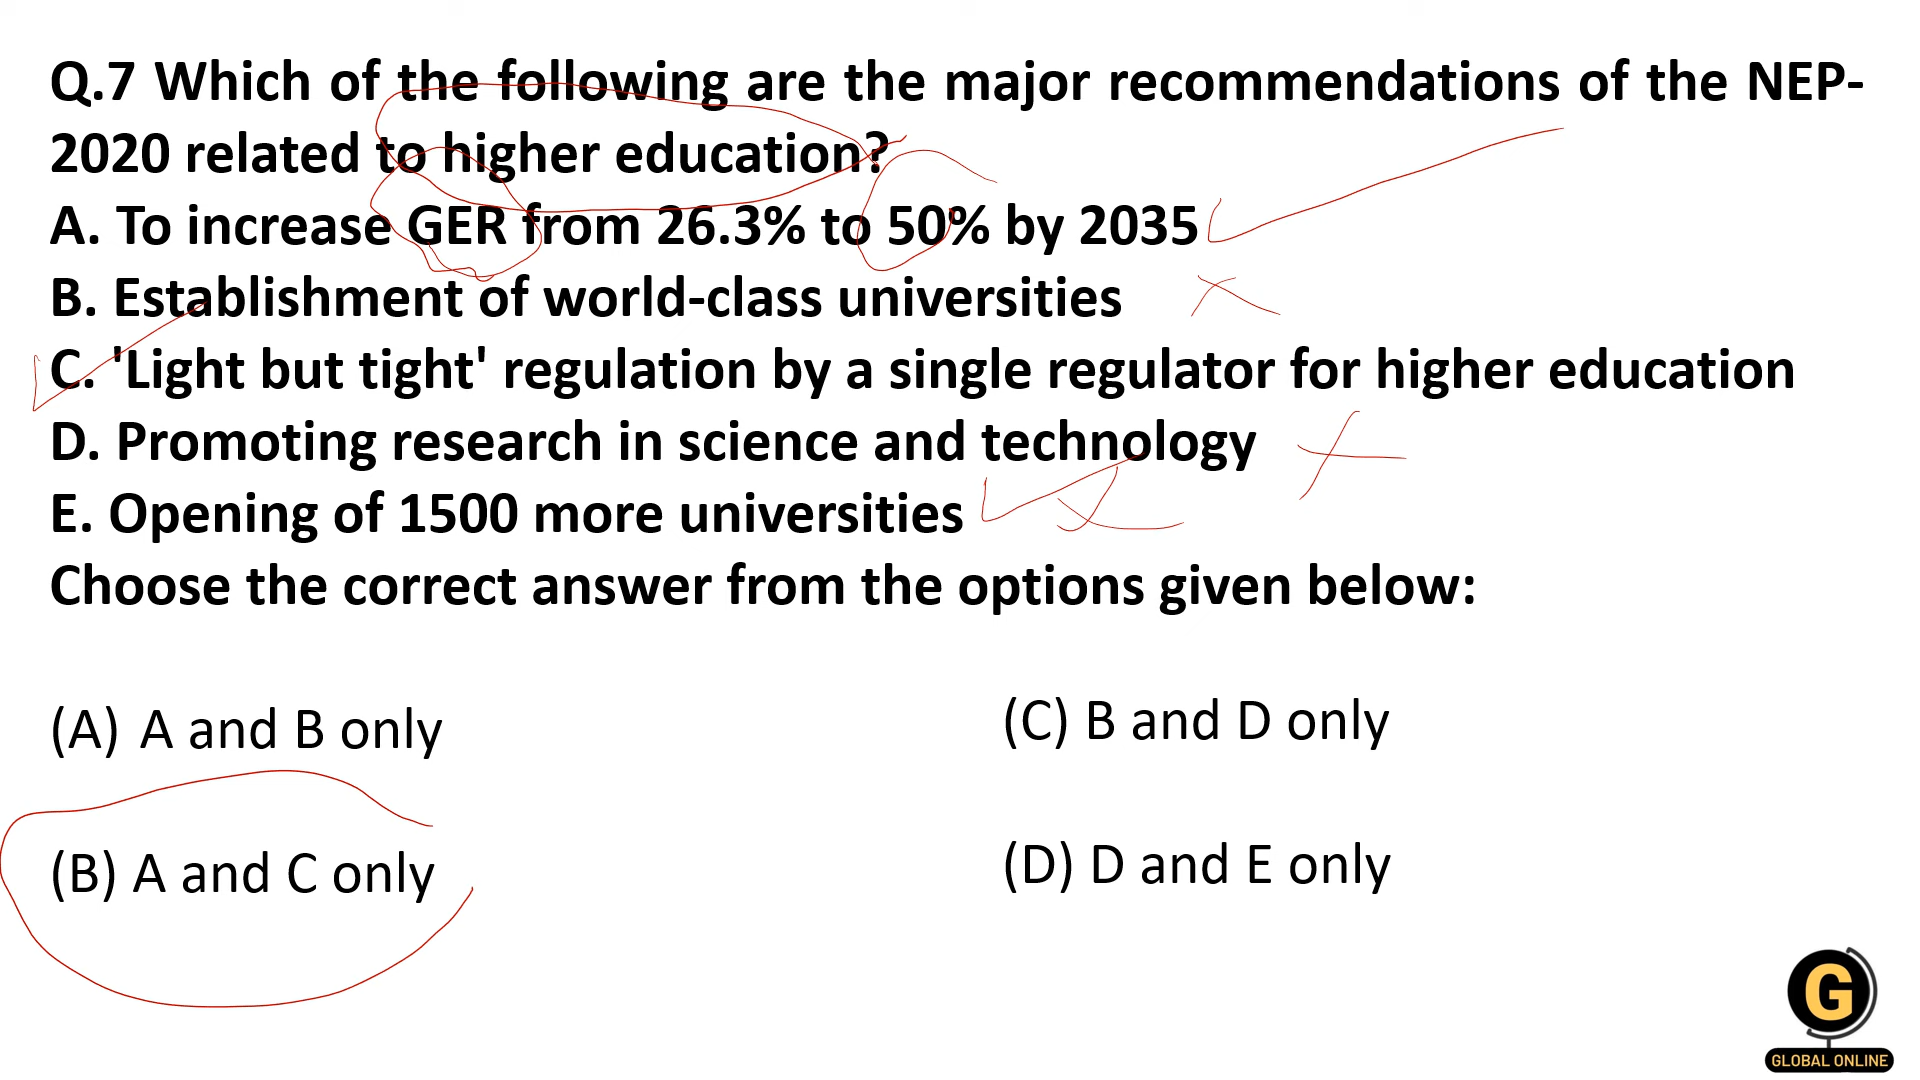 Q.7 Which of the following are the major recommendations of the NEP-
2020 related to higher education?
A. To increase GER from 26.3% to 50% by 2035
B. Establishment of world-class universities
C. 'Light but tight' regulation by a single regulator for higher education
D. Promoting research in science and technology
E. Opening of 1500 more universities
Choose the correct answer from the options given below:
(A) A and B only
(B) A and C only
(C) B and D only
(D) D and E only
G
GLOBAL ONLINE